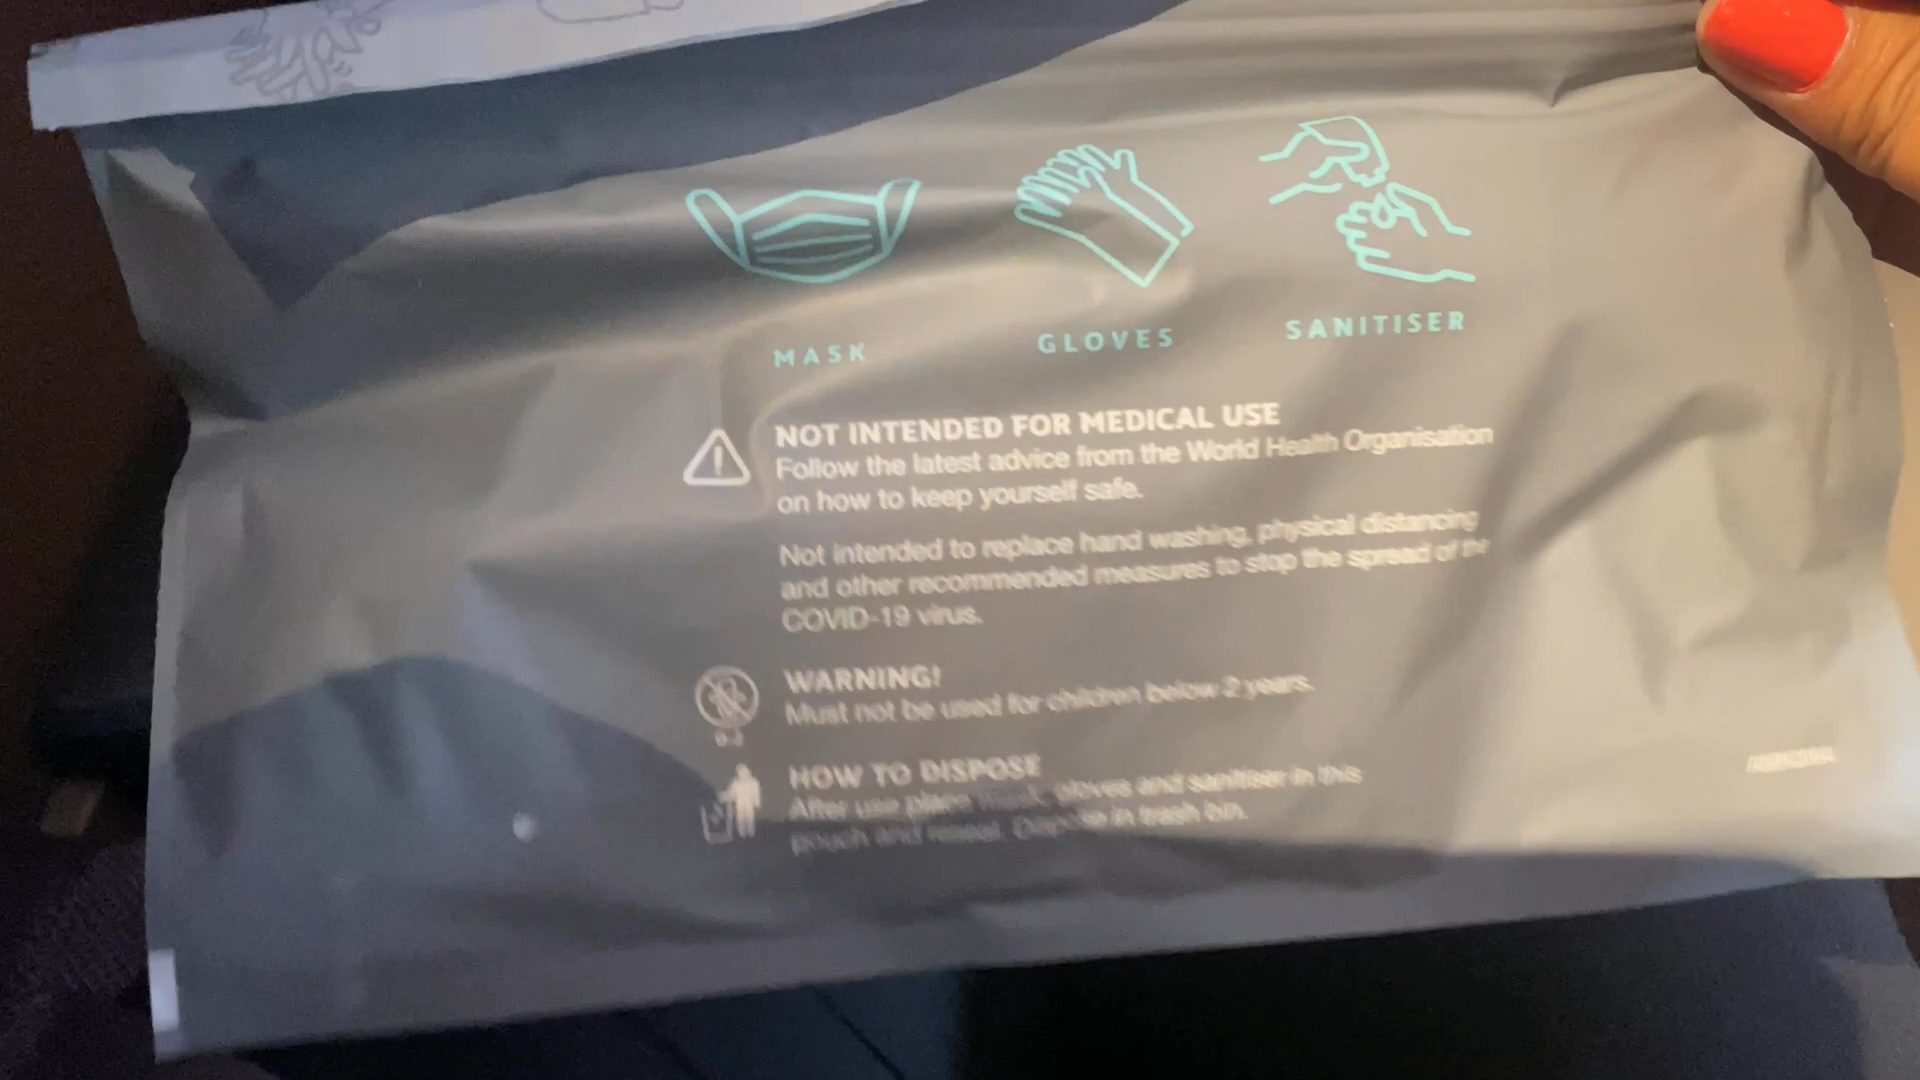 MASK
GLOVES
SANITISER
NOT INTENDED FOR MEDICAL USE
Follow the latest advice from the World Health Organisation
on how to keep yourself safe.
Not intended to replace hand washing, physical distancing
and other recommended measures to stop the spread of the
COVID-19 virus.
WARNING!
Must not be used for children below 2 years.
HOW TO DISPOSE
After use place mask, gloves and sanitiser in this
pouch and reseal. Dispose in trash bin.